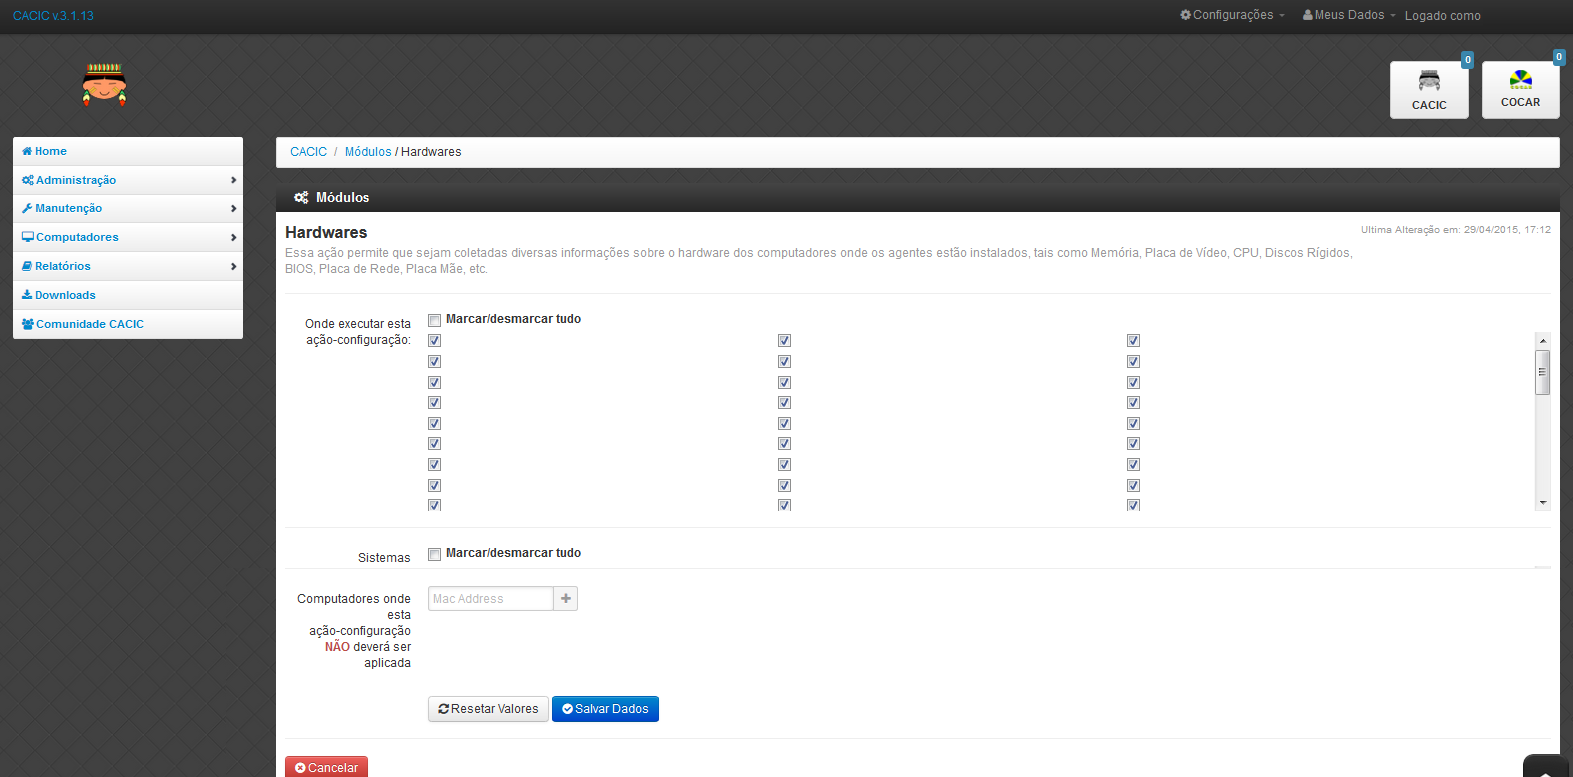 CACIC v.3.1.13
Configurações
Meus Dados
Logado como
0
CACIC
0
COCAR
Home
Administração
Manutenção
Computadores
Relatórios
Downloads
Comunidade CACIC
CACIC / Módulos / Hardwares
Módulos
Hardwares
Ultima Alteração em: 29/04/2015, 17:12
Essa ação permite que sejam coletadas diversas informações sobre o hardware dos computadores onde os agentes estão instalados, tais como Memória, Placa de Vídeo, CPU, Discos Rígidos,
BIOS, Placa de Rede, Placa Mãe, etc.
Onde executar esta
ação-configuração:
Marcar/desmarcar tudo
Sistemas
Marcar/desmarcar tudo
Computadores onde
esta
ação-configuração
NÃO deverá ser
aplicada
Mac Address
Resetar Valores
Salvar Dados
Cancelar